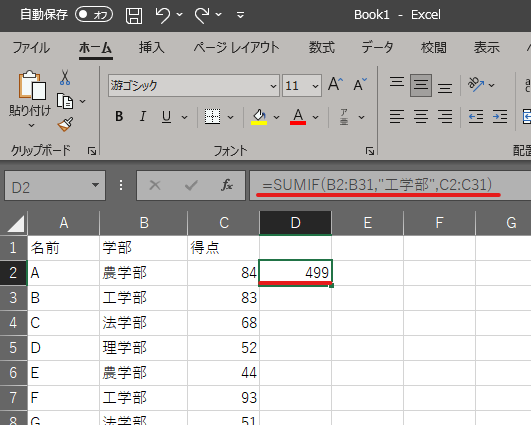 自動保存 オフ Book1 - Excel
ファイル ホーム 挿入 ページ レイアウト 数式 データ 校閲 表示
貼り付け
游ゴシック 11 A A
B I U A ア 亜
クリップボード フォント
D2 fx =SUMIF(B2:B31,"工学部",C2:C31)
A B C D E F G
1 名前 学部 得点
2 A 農学部 84 499
3 B 工学部 83
4 C 法学部 68
5 D 理学部 52
6 E 農学部 44
7 F 工学部 93
8 G 法学部 51